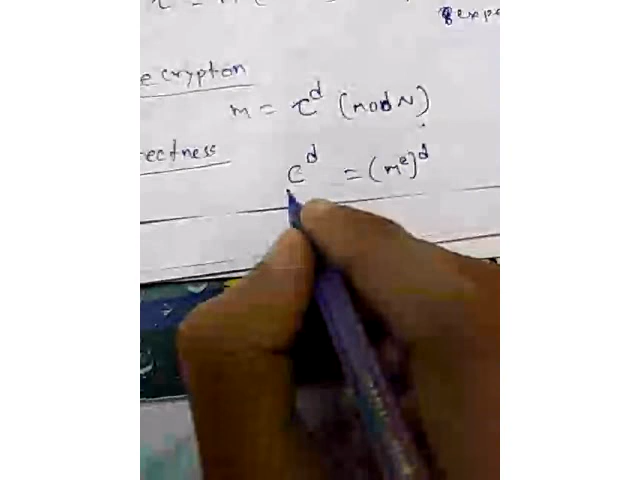 ecryption
m = c^d (mod N)
ectness
c^d = (m^e)^d